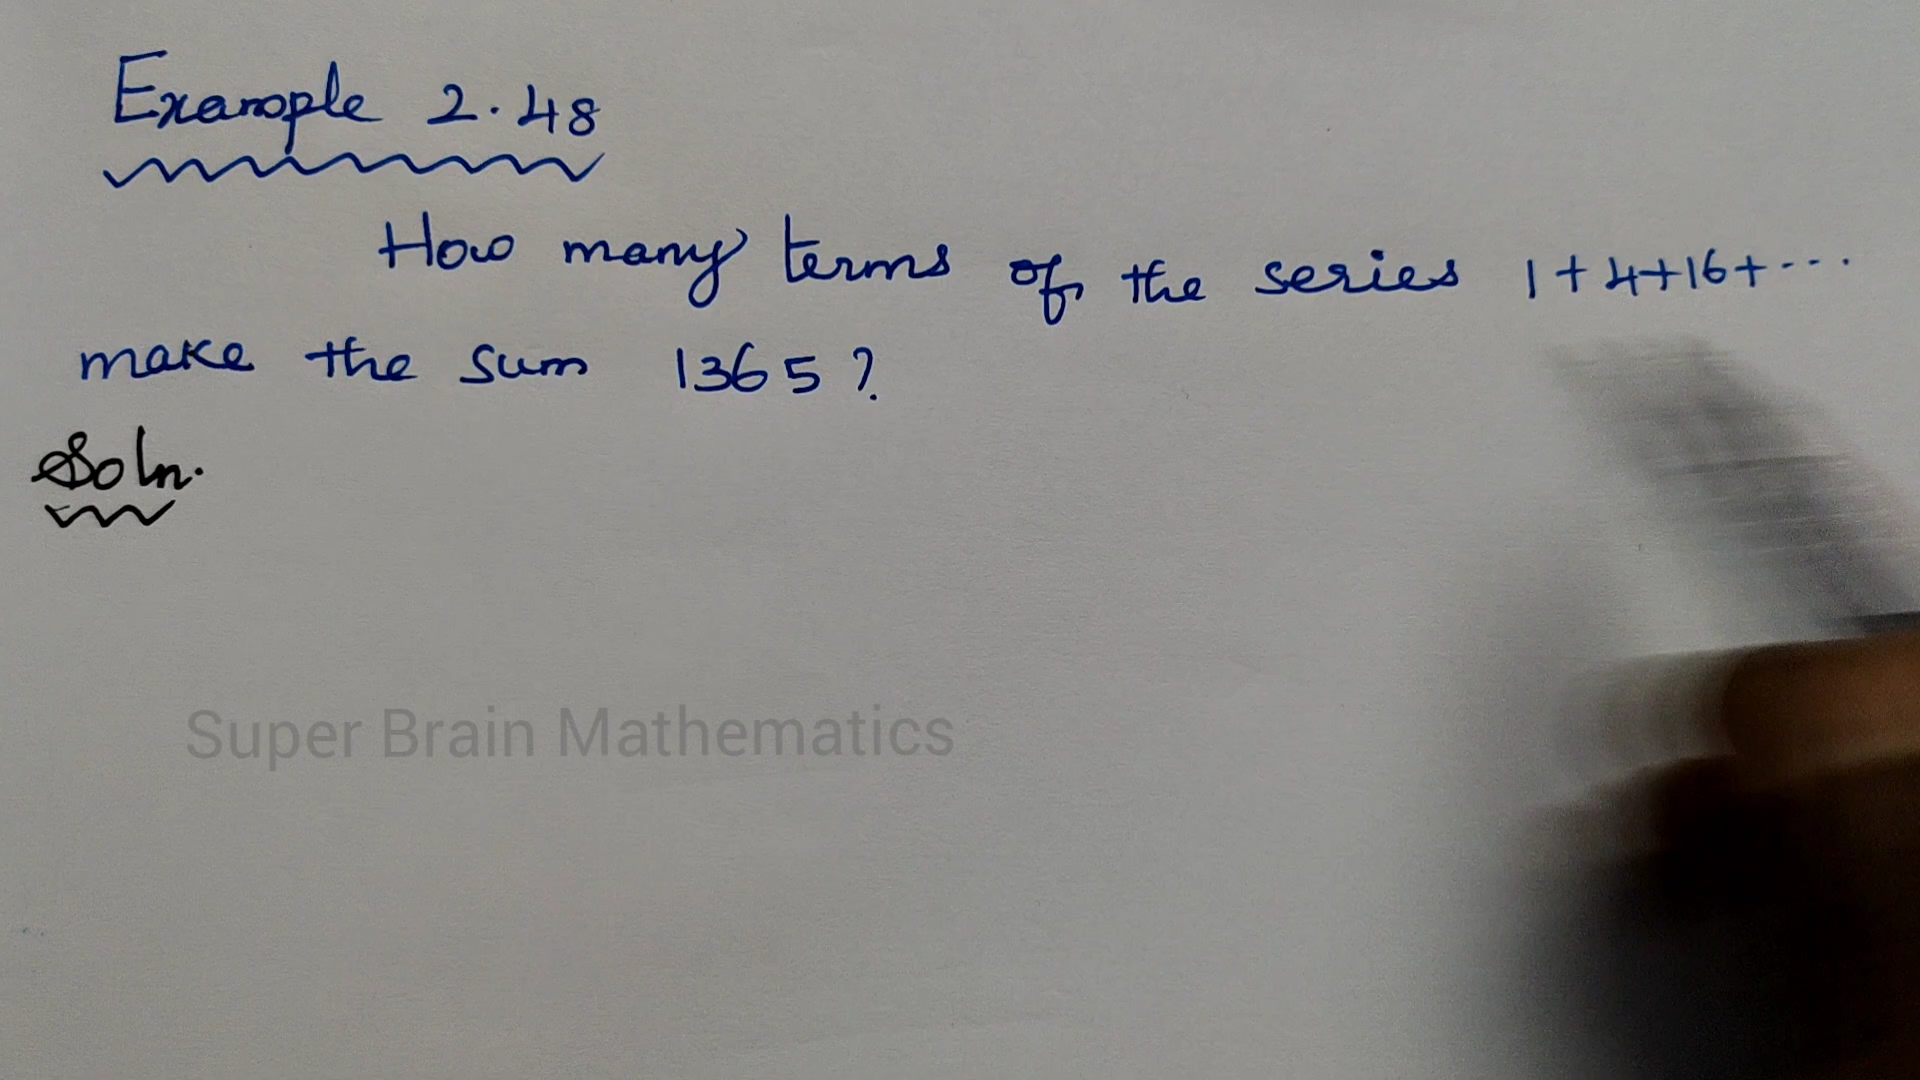 Example 2.48
How many terms of the series 1+4+16+...
make the sum 1365?
Soln.
Super Brain Mathematics